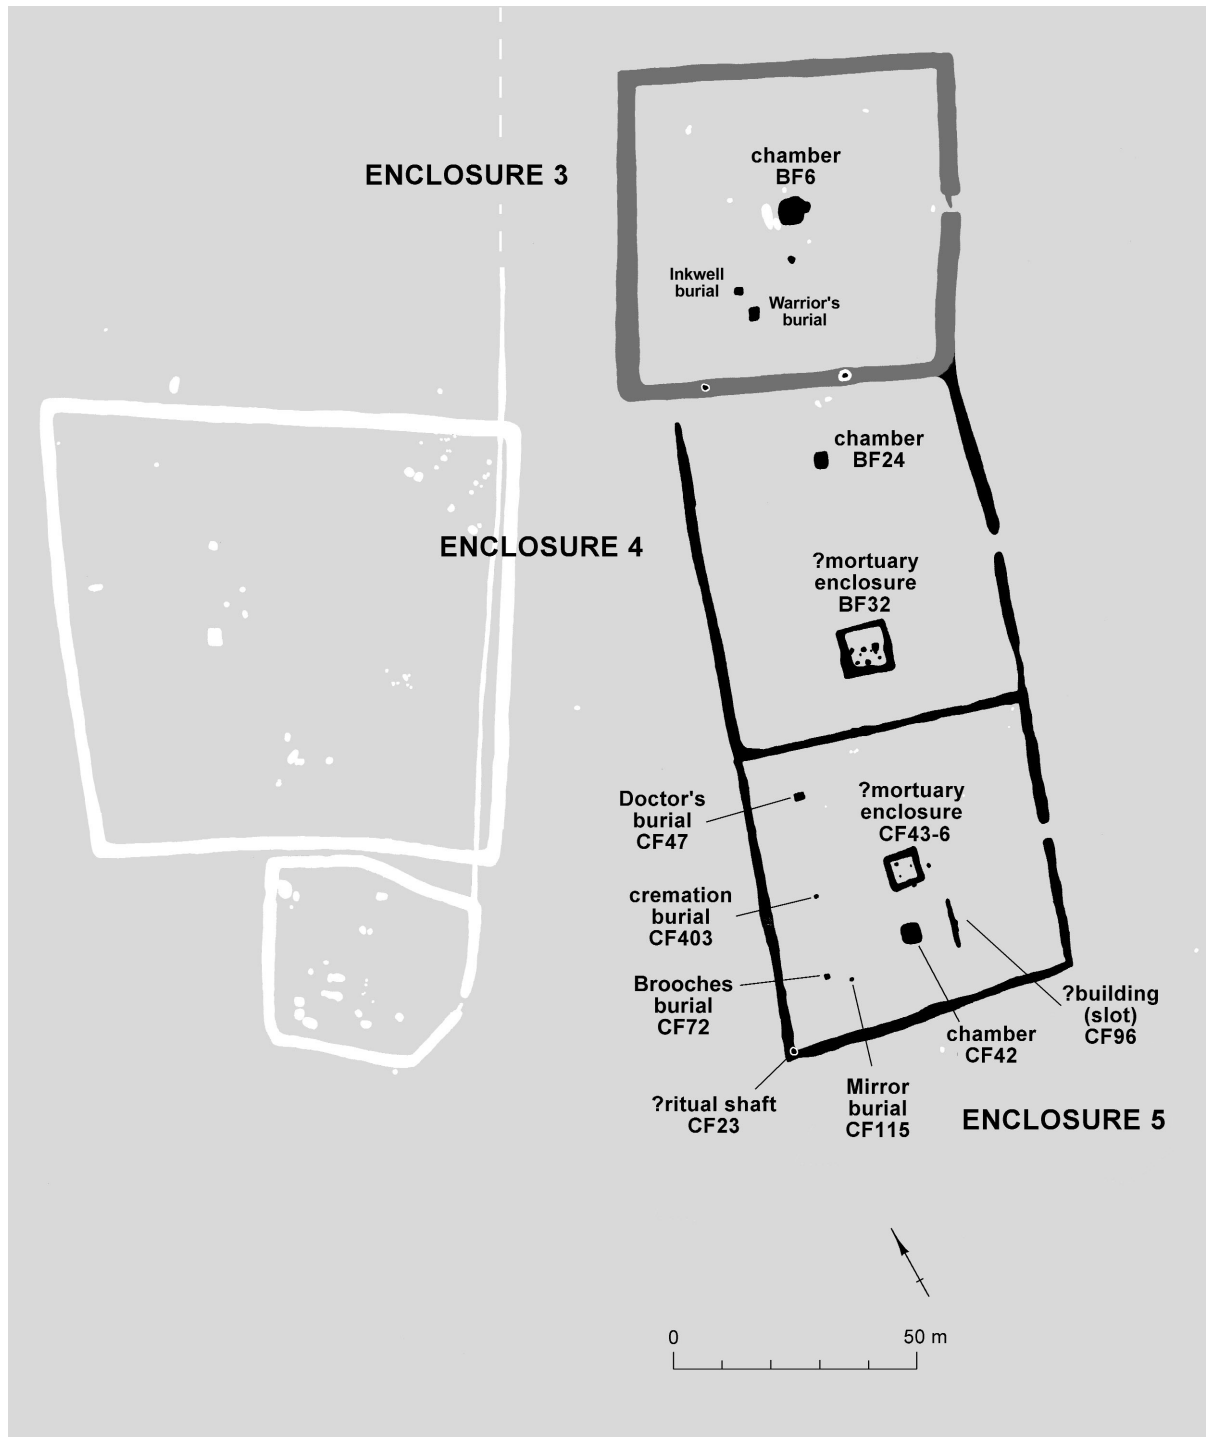 ENCLOSURE 3
chamber
BF6
Inkwell
burial
Warrior's
burial
chamber
BF24
ENCLOSURE 4
?mortuary
enclosure
BF32
Doctor's
burial
CF47
?mortuary
enclosure
CF43-6
cremation
burial
CF403
Brooches
burial
CF72
?building
(slot)
CF96
chamber
CF42
?ritual shaft
CF23
Mirror
burial
CF115
ENCLOSURE 5
0
50 m